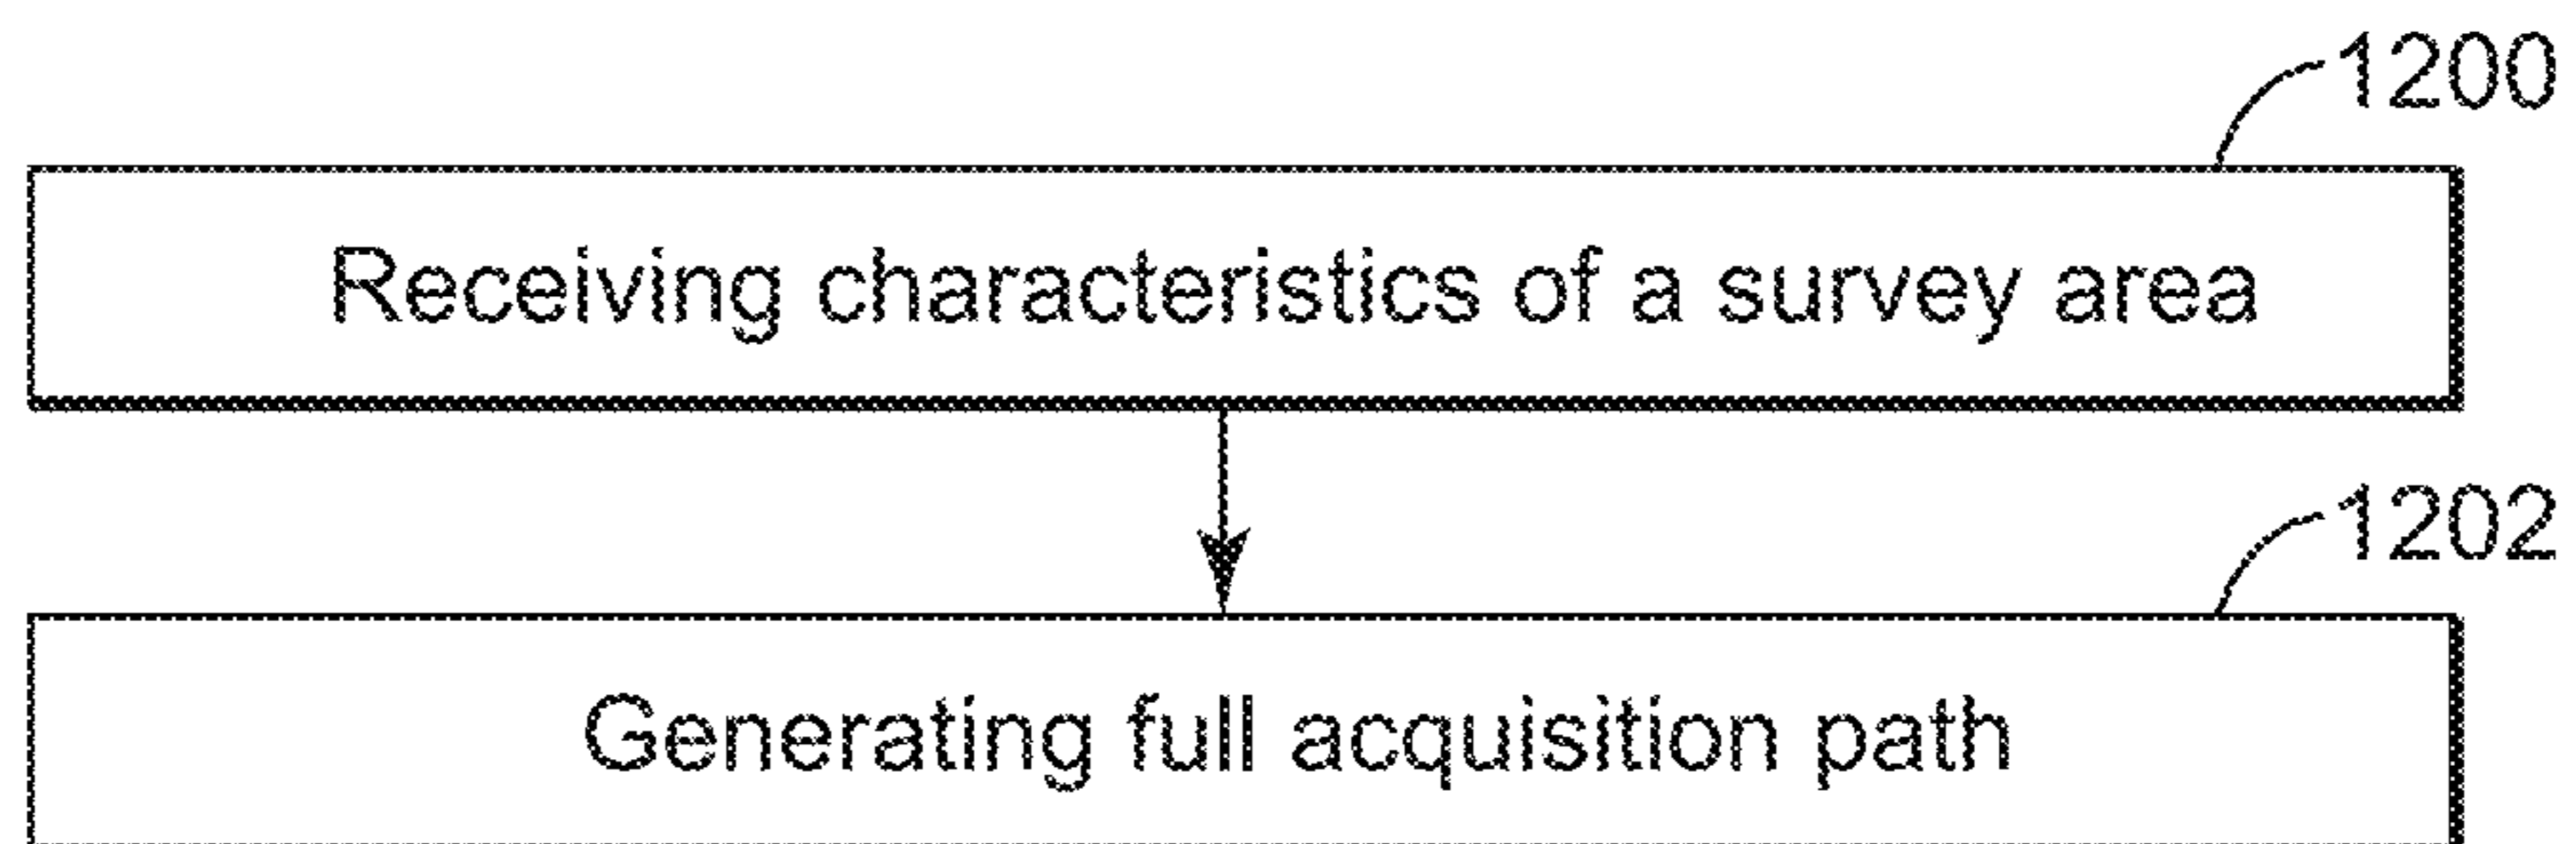 1200
Receiving characteristics of a survey area
1202
Generating full acquisition path